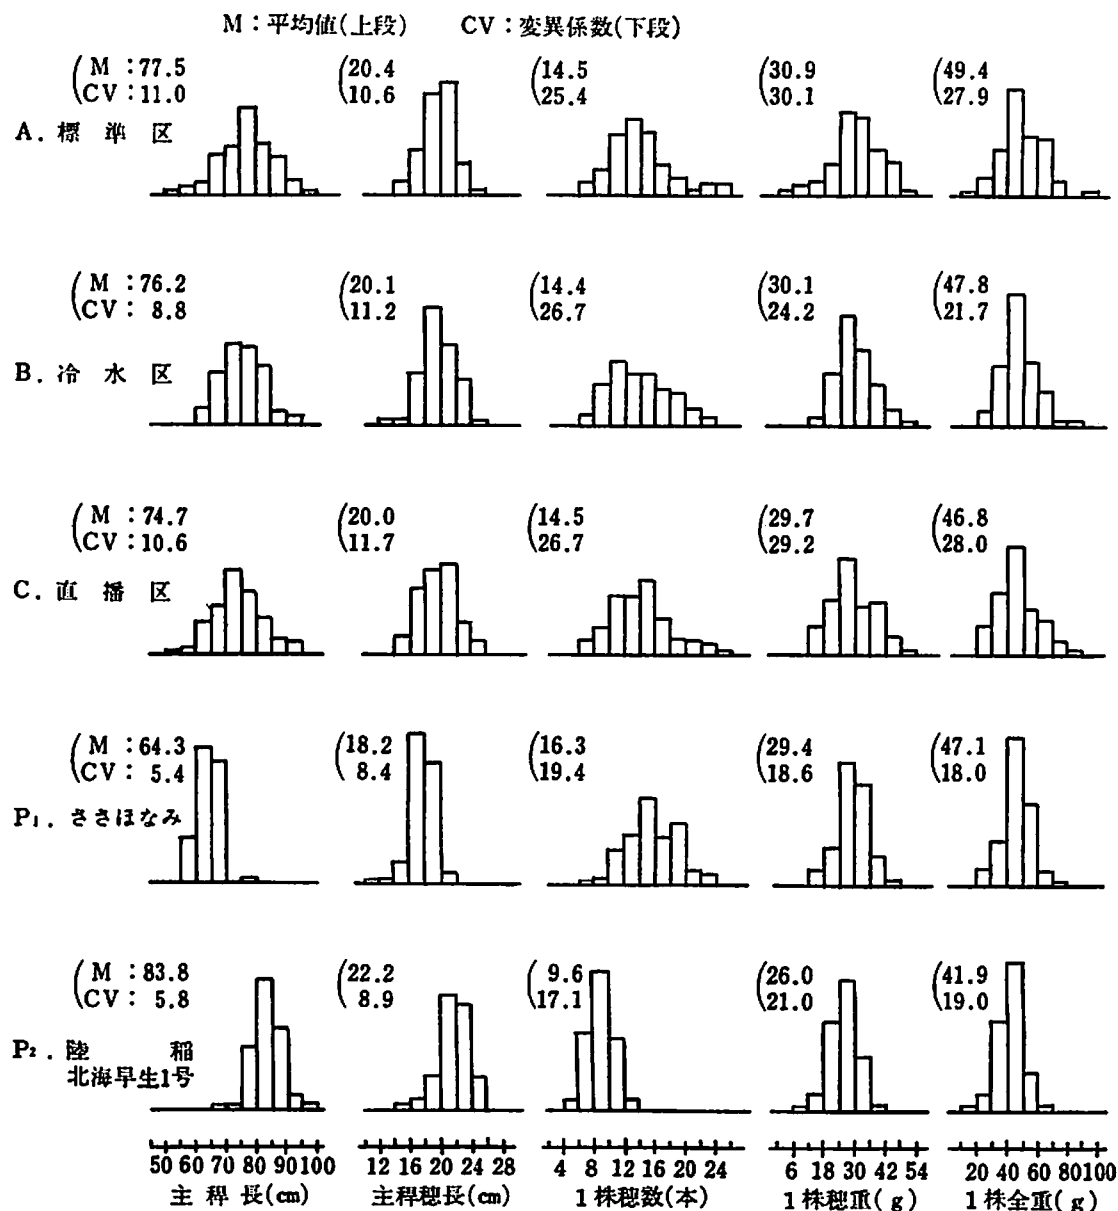 M：平均値(上段) CV：変異係数(下段)
A．標準区
M：77.5 20.4 14.5 30.9 49.4
CV：11.0 10.6 25.4 30.1 27.9
B．冷水区
M：76.2 20.1 14.4 30.1 47.8
CV： 8.8 11.2 26.7 24.2 21.7
C．直播区
M：74.7 20.0 14.5 29.7 46.8
CV：10.6 11.7 26.7 29.2 28.0
P₁．ささほなみ
M：64.3 18.2 16.3 29.4 47.1
CV： 5.4 8.4 19.4 18.6 18.0
P₂．陸稲
北海早生1号
M：83.8 22.2 9.6 26.0 41.9
CV： 5.8 8.9 17.1 21.0 19.0
50 60 70 80 90 100 12 16 20 24 28 4 8 12 16 20 24 6 18 30 42 54 20 40 60 80 100
主稈長(cm) 主稈穂長(cm) 1株穂数(本) 1株穂重(g) 1株全重(g)